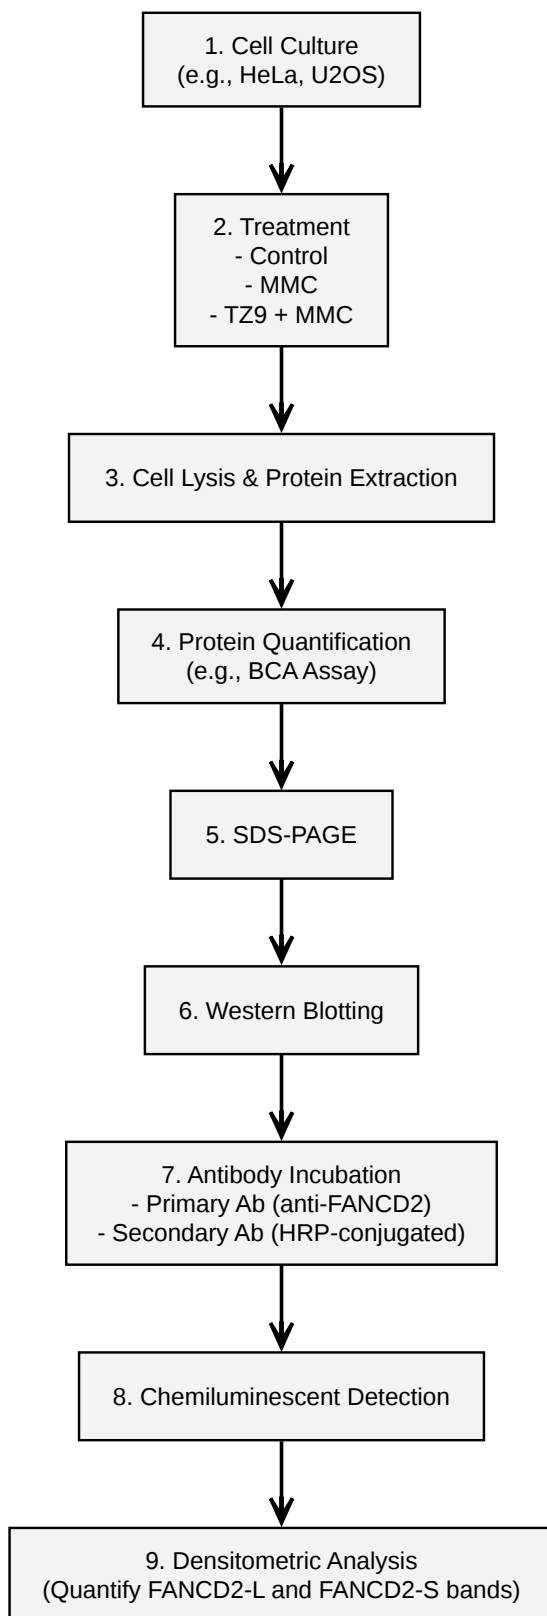 1. Cell Culture
(e.g., HeLa, U2OS)
2. Treatment
- Control
- MMC
- TZ9 + MMC
3. Cell Lysis & Protein Extraction
4. Protein Quantification
(e.g., BCA Assay)
5. SDS-PAGE
6. Western Blotting
7. Antibody Incubation
- Primary Ab (anti-FANCD2)
- Secondary Ab (HRP-conjugated)
8. Chemiluminescent Detection
9. Densitometric Analysis
(Quantify FANCD2-L and FANCD2-S bands)